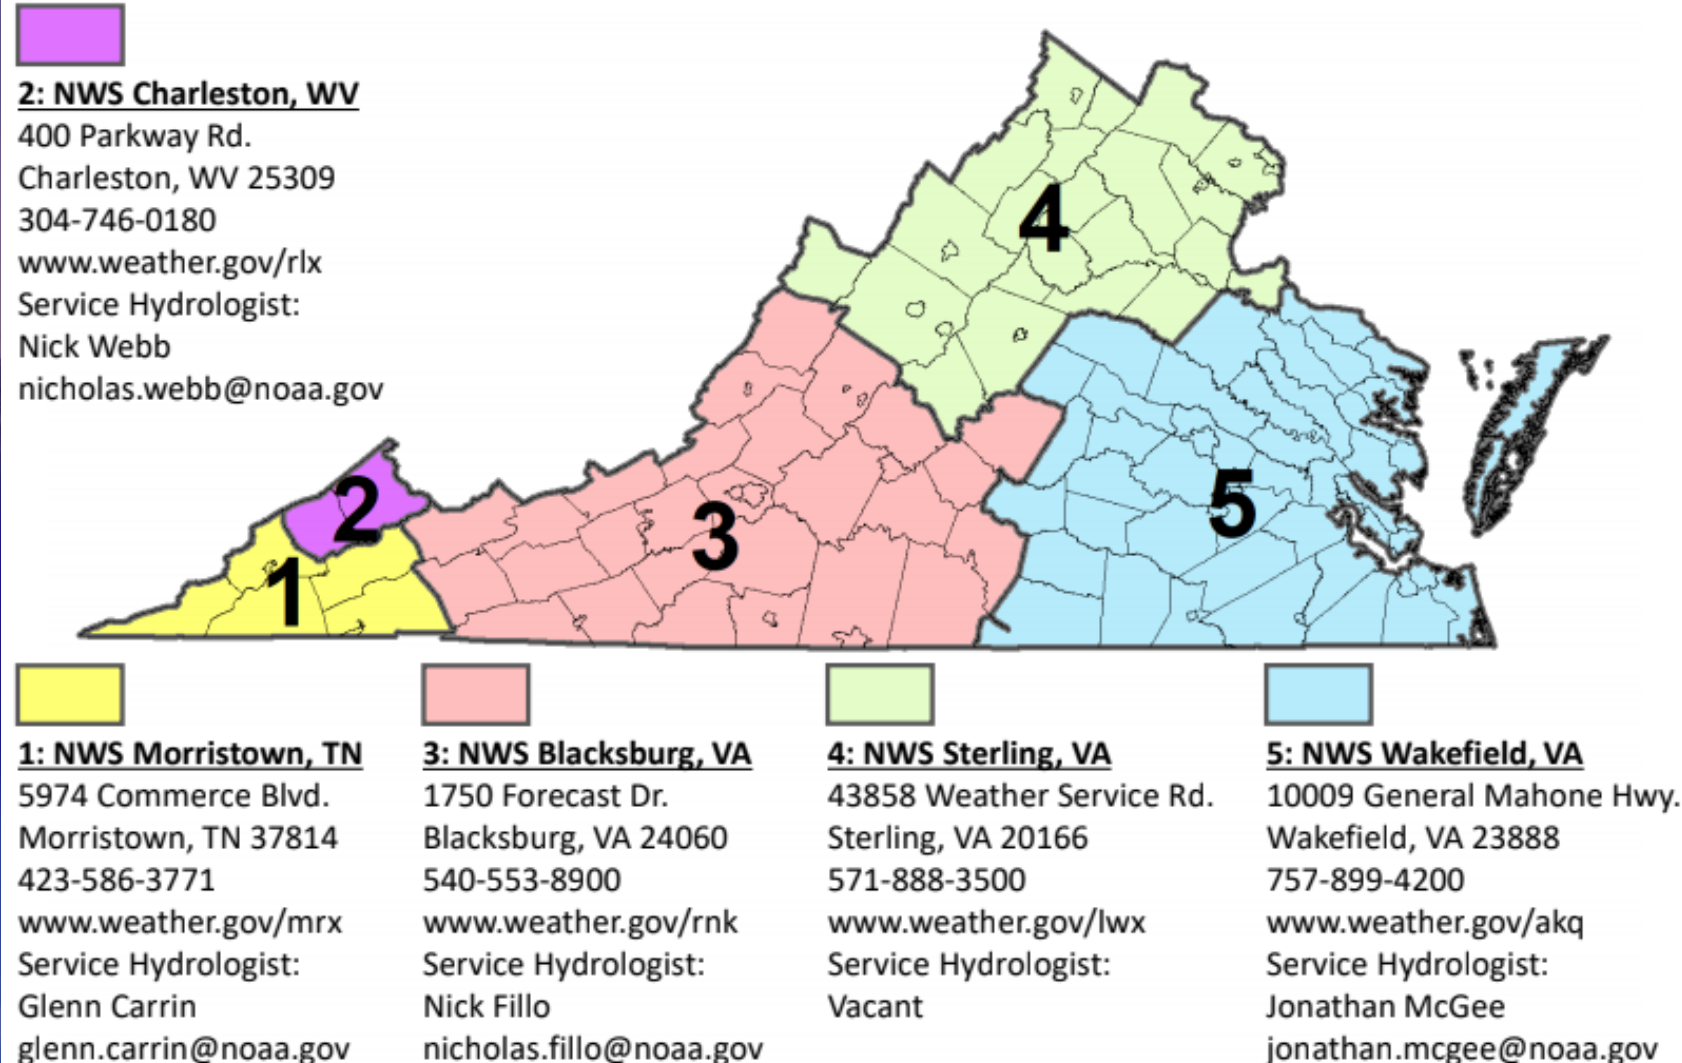 2: NWS Charleston, WV
400 Parkway Rd.
Charleston, WV 25309
304-746-0180
www.weather.gov/rlx
Service Hydrologist:
Nick Webb
nicholas.webb@noaa.gov
4
2
3
5
1
1: NWS Morristown, TN
5974 Commerce Blvd.
Morristown, TN 37814
423-586-3771
www.weather.gov/mrx
Service Hydrologist:
Glenn Carrin
glenn.carrin@noaa.gov
3: NWS Blacksburg, VA
1750 Forecast Dr.
Blacksburg, VA 24060
540-553-8900
www.weather.gov/rnk
Service Hydrologist:
Nick Fillo
nicholas.fillo@noaa.gov
4: NWS Sterling, VA
43858 Weather Service Rd.
Sterling, VA 20166
571-888-3500
www.weather.gov/lwx
Service Hydrologist:
Vacant
5: NWS Wakefield, VA
10009 General Mahone Hwy.
Wakefield, VA 23888
757-899-4200
www.weather.gov/akq
Service Hydrologist:
Jonathan McGee
jonathan.mcgee@noaa.gov